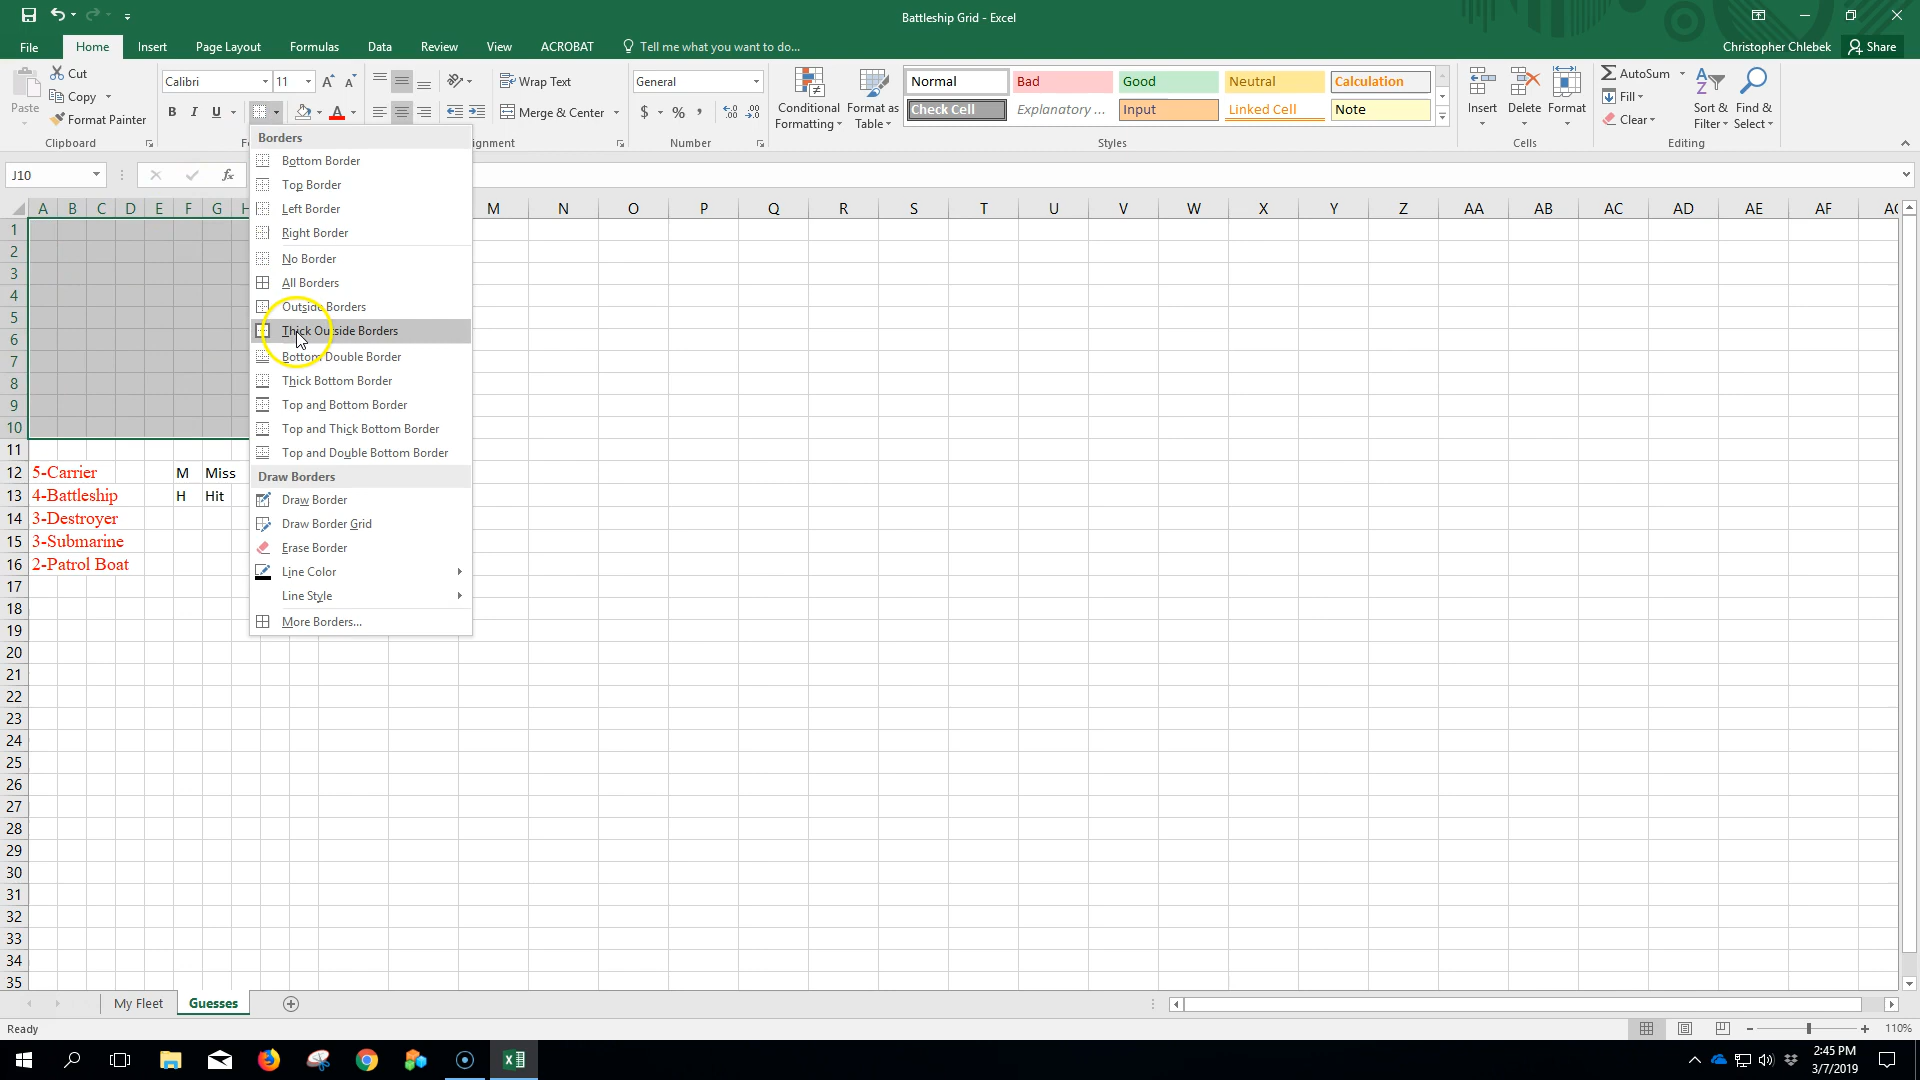 Battleship Grid - Excel
File Home Insert Page Layout Formulas Data Review View ACROBAT Tell me what you want to do... Christopher Chlebek Share
Paste
Cut
Copy
Format Painter
Clipboard
Calibri 11
B I U
Wrap Text
Merge & Center
General
$ % ,
Number
Conditional Formatting
Format as Table
Normal Bad Good Neutral Calculation
Check Cell Explanatory ... Input Linked Cell Note
Styles
Insert Delete Format
Cells
AutoSum
Fill
Clear
Sort & Filter
Find & Select
Editing
J10
fx
A B C D E F G M N O P Q R S T U V W X Y Z AA AB AC AD AE AF
1
2
3
4
5
6
7
8
9
10
11
12 5-Carrier M Miss
13 4-Battleship H Hit
14 3-Destroyer
15 3-Submarine
16 2-Patrol Boat
17
18
19
20
21
22
23
24
25
26
27
28
29
30
31
32
33
34
35
Borders
Bottom Border
Top Border
Left Border
Right Border
No Border
All Borders
Outside Borders
Thick Outside Borders
Bottom Double Border
Thick Bottom Border
Top and Bottom Border
Top and Thick Bottom Border
Top and Double Bottom Border
Draw Borders
Draw Border
Draw Border Grid
Erase Border
Line Color
Line Style
More Borders...
My Fleet Guesses
Ready
110%
2:45 PM
3/7/2019